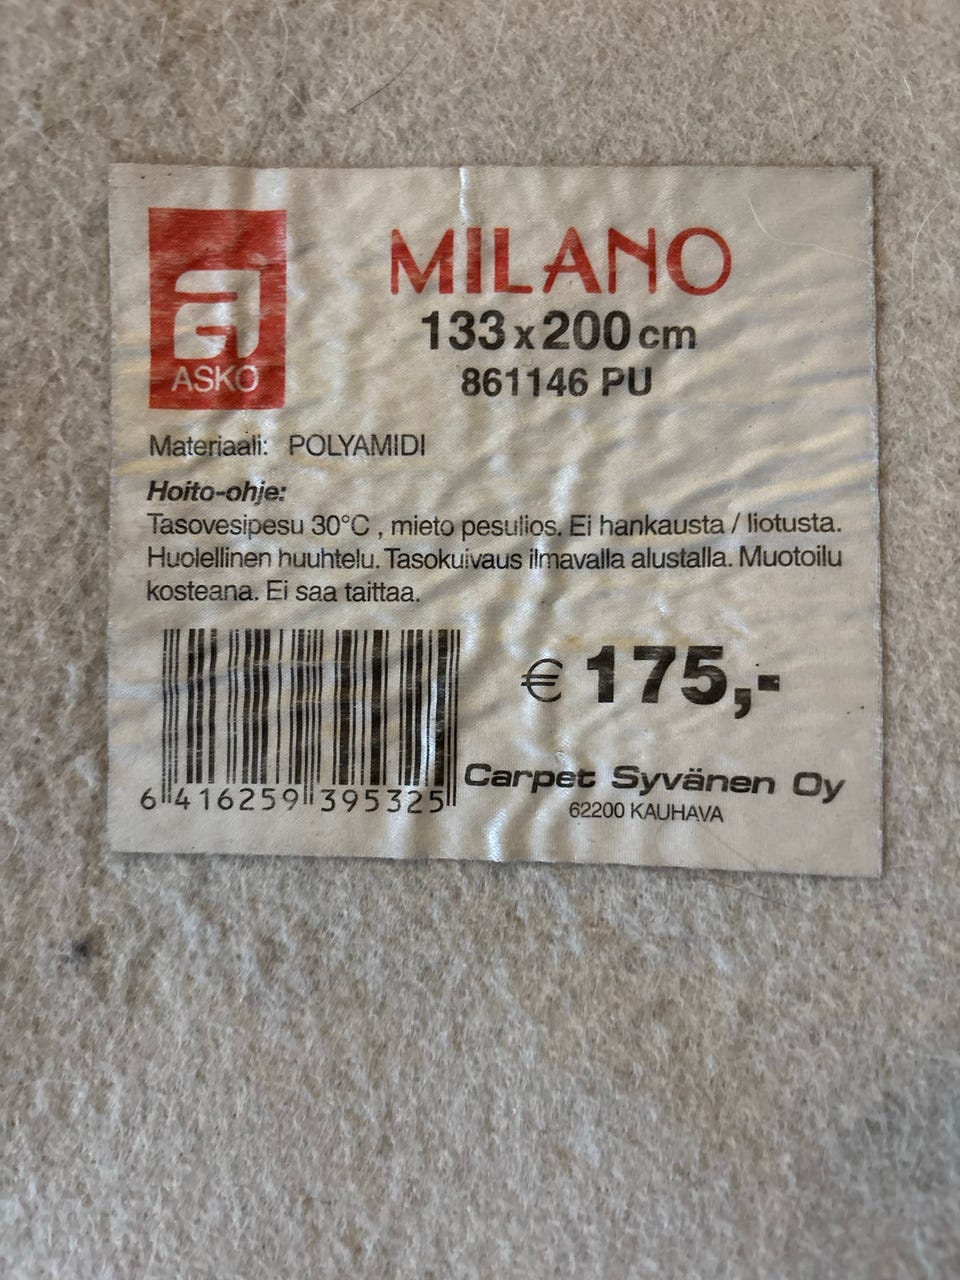 ASKO
MILANO
133 x 200 cm
861146 PU
Materiaali: POLYAMIDI
Hoito-ohje:
Tasovesipesu 30°C , mieto pesulios. Ei hankausta / liotusta.
Huolellinen huuhtelu. Tasokuivaus ilmavalla alustalla. Muotoilu
kosteana. Ei saa taittaa.
€ 175,-
6 416259 395325
Carpet Syvänen Oy
62200 KAUHAVA